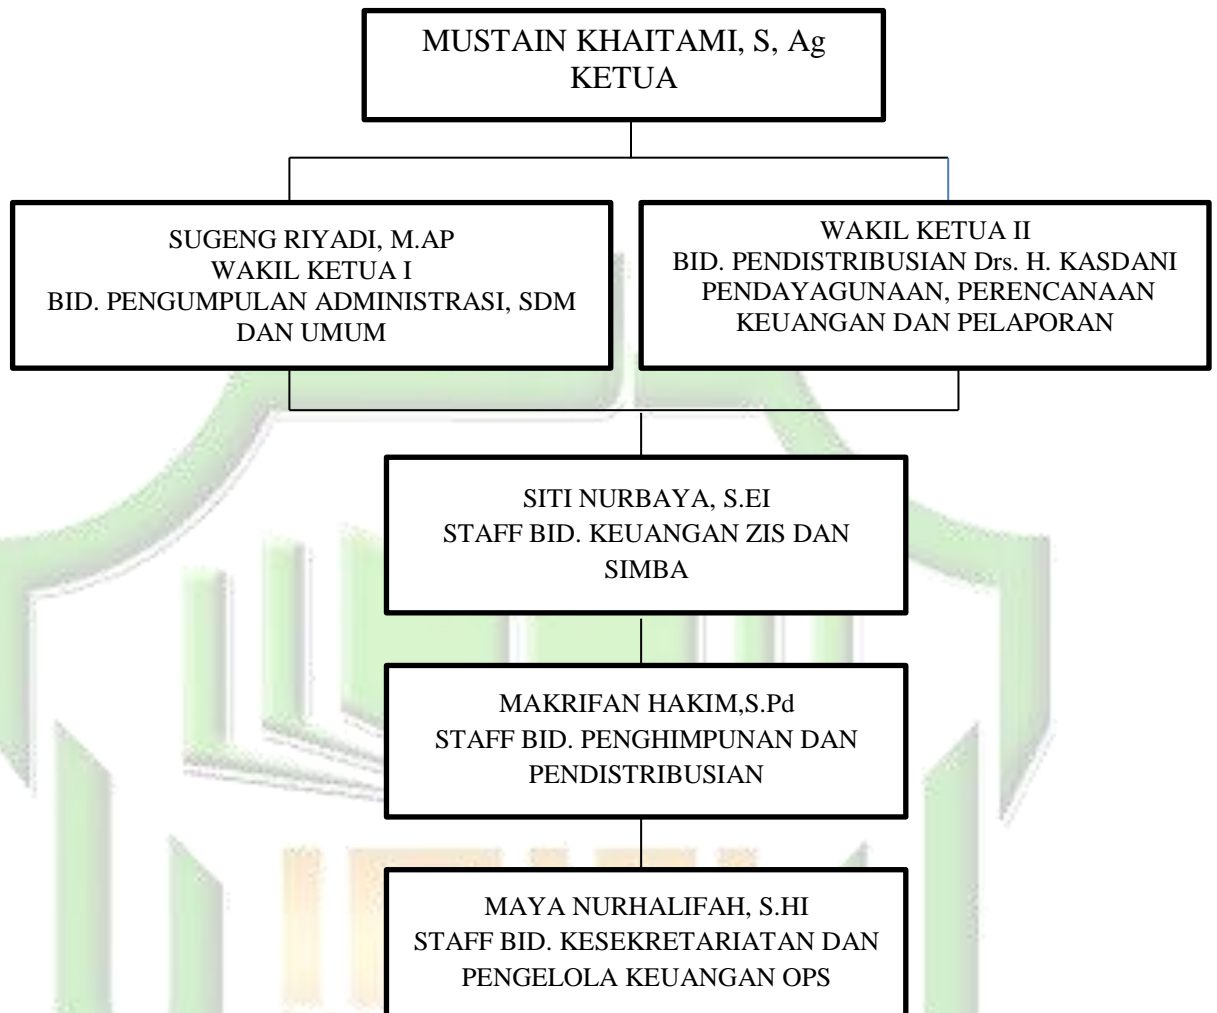 MUSTAIN KHAITAMI, S, Ag
KETUA
SUGENG RIYADI, M.AP
WAKIL KETUA I
BID. PENGUMPULAN ADMINISTRASI, SDM
DAN UMUM
WAKIL KETUA II
BID. PENDISTRIBUSIAN Drs. H. KASDANI
PENDAYAGUNAAN, PERENCANAAN
KEUANGAN DAN PELAPORAN
SITI NURBAYA, S.EI
STAFF BID. KEUANGAN ZIS DAN
SIMBA
MAKRIFAN HAKIM,S.Pd
STAFF BID. PENGHIMPUNAN DAN
PENDISTRIBUSIAN
MAYA NURHALIFAH, S.HI
STAFF BID. KESEKRETARIATAN DAN
PENGELOLA KEUANGAN OPS